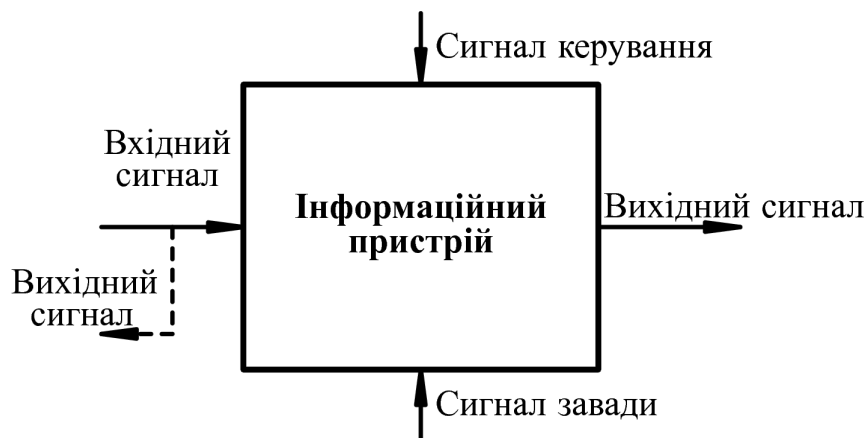 Сигнал керування
Вхідний
сигнал
Інформаційний
пристрій
Вихідний сигнал
Вихідний
сигнал
Сигнал завади